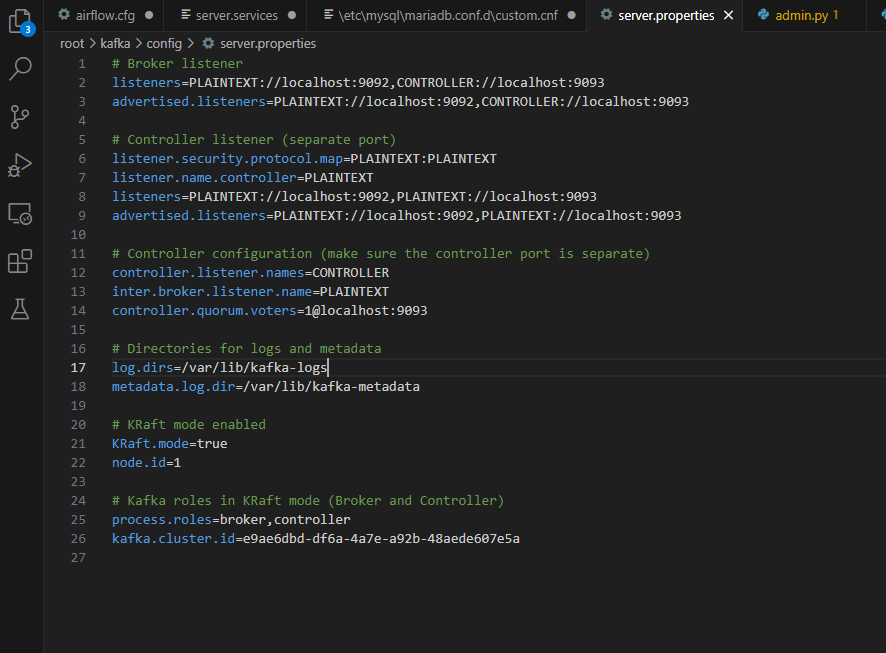 3
airflow.cfg
server.services
\etc\mysql\mariadb.conf.d\custom.cnf
server.properties
admin.py 1
root > kafka > config > server.properties
1 # Broker listener
2 listeners=PLAINTEXT://localhost:9092,CONTROLLER://localhost:9093
3 advertised.listeners=PLAINTEXT://localhost:9092,CONTROLLER://localhost:9093
4
5 # Controller listener (separate port)
6 listener.security.protocol.map=PLAINTEXT:PLAINTEXT
7 listener.name.controller=PLAINTEXT
8 listeners=PLAINTEXT://localhost:9092,PLAINTEXT://localhost:9093
9 advertised.listeners=PLAINTEXT://localhost:9092,PLAINTEXT://localhost:9093
10
11 # Controller configuration (make sure the controller port is separate)
12 controller.listener.names=CONTROLLER
13 inter.broker.listener.name=PLAINTEXT
14 controller.quorum.voters=1@localhost:9093
15
16 # Directories for logs and metadata
17 log.dirs=/var/lib/kafka-logs
18 metadata.log.dir=/var/lib/kafka-metadata
19
20 # KRaft mode enabled
21 KRaft.mode=true
22 node.id=1
23
24 # Kafka roles in KRaft mode (Broker and Controller)
25 process.roles=broker,controller
26 kafka.cluster.id=e9ae6dbd-df6a-4a7e-a92b-48aede607e5a
27